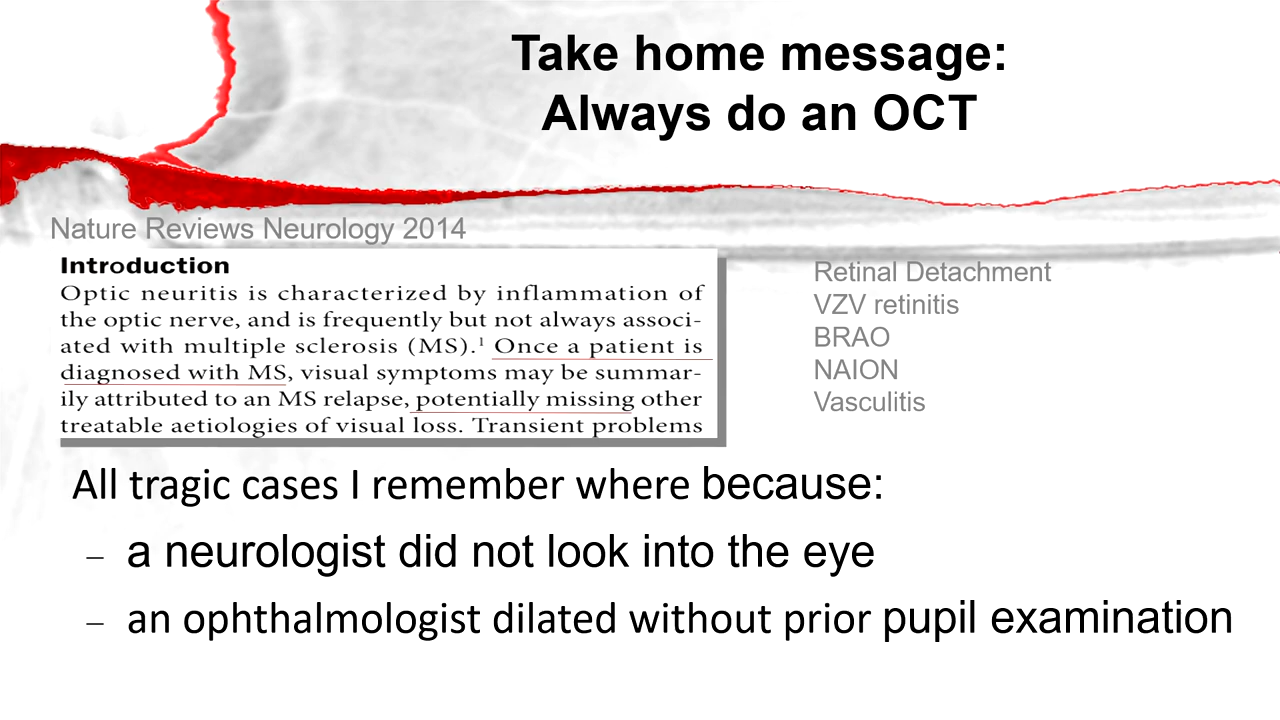 Take home message:
Always do an OCT
Nature Reviews Neurology 2014
Introduction
Optic neuritis is characterized by inflammation of
the optic nerve, and is frequently but not always associ-
ated with multiple sclerosis (MS).¹ Once a patient is
diagnosed with MS, visual symptoms may be summar-
ily attributed to an MS relapse, potentially missing other
treatable aetiologies of visual loss. Transient problems
Retinal Detachment
VZV retinitis
BRAO
NAION
Vasculitis
All tragic cases I remember where because:
– a neurologist did not look into the eye
– an ophthalmologist dilated without prior pupil examination